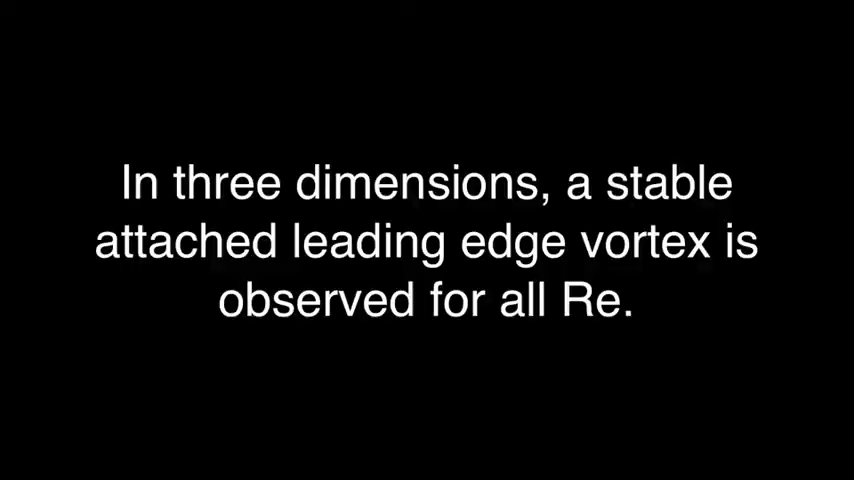 In three dimensions, a stable
attached leading edge vortex is
observed for all Re.